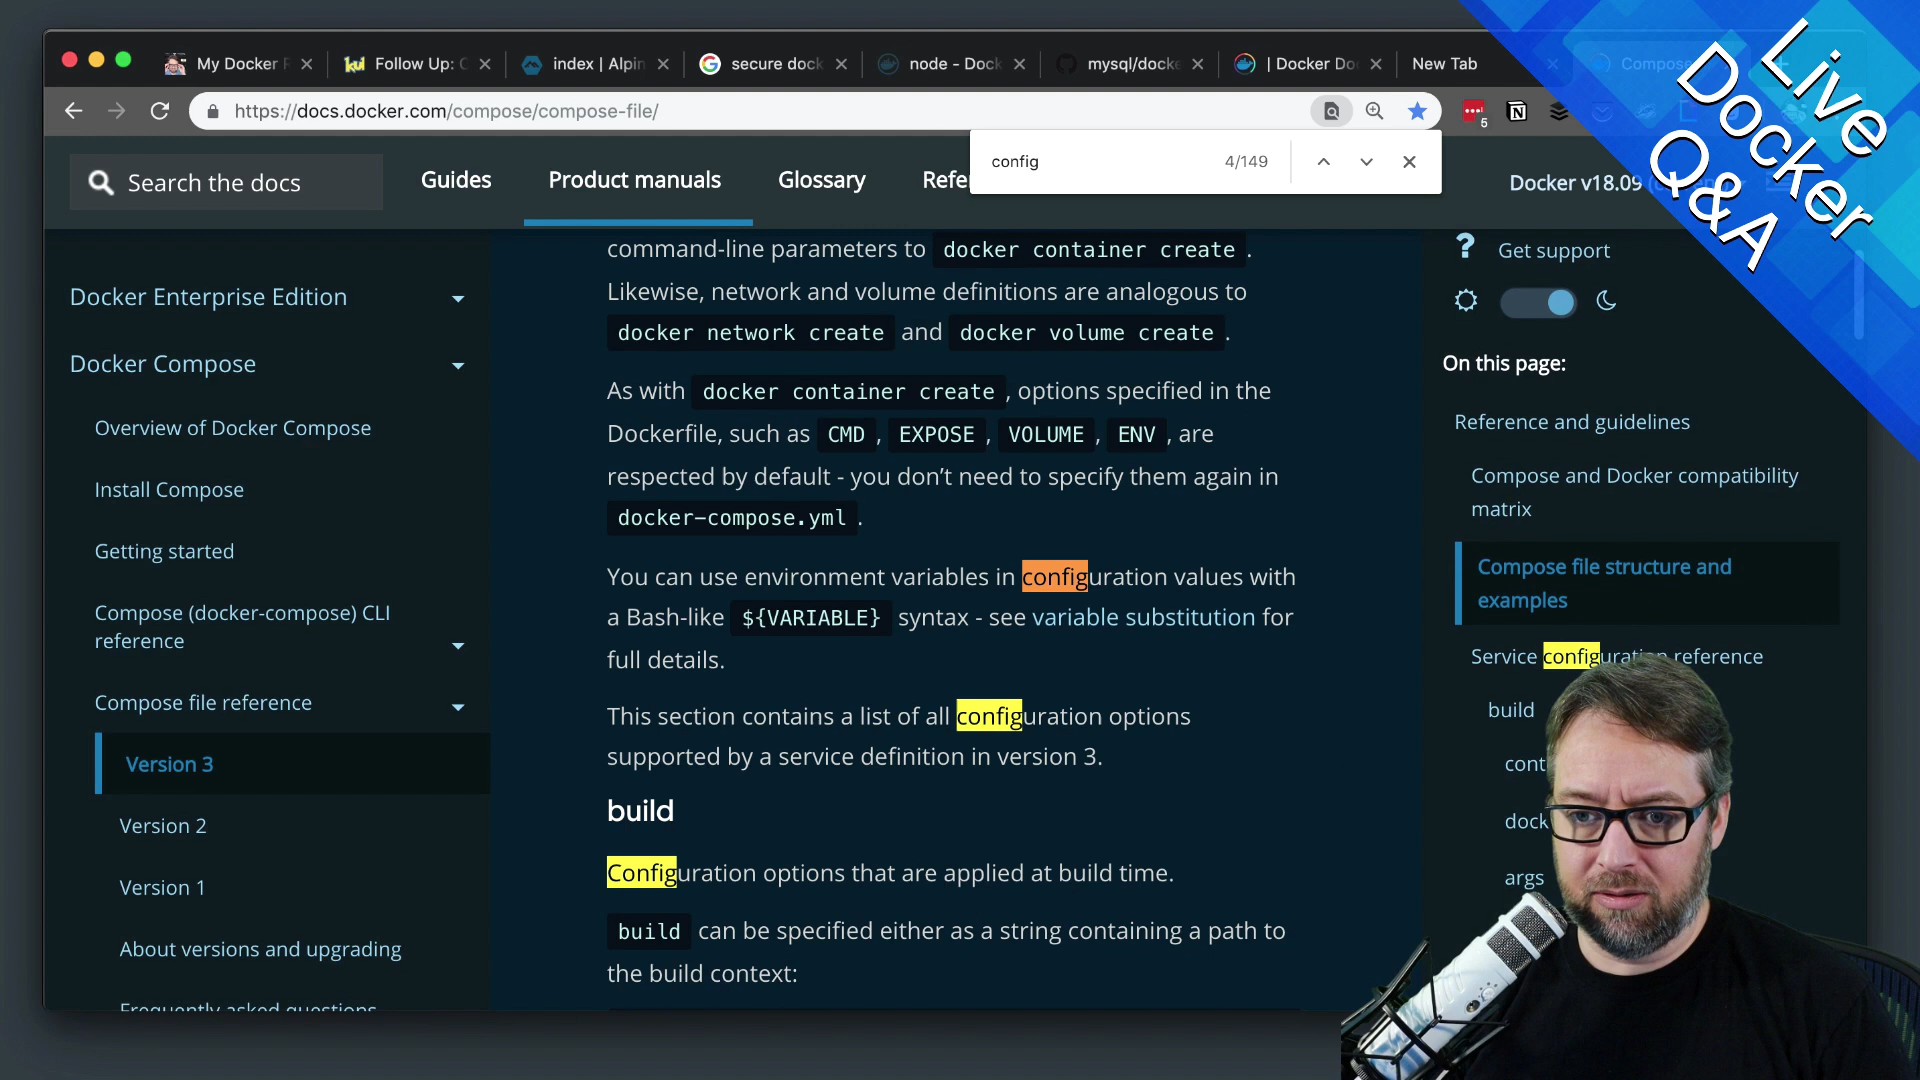 My Docker
Follow Up:
index | Alpin
secure dock
node - Dock
mysql/docke
| Docker Do
New Tab
Compose
https://docs.docker.com/compose/compose-file/
5
config
4/149
Search the docs
Guides
Product manuals
Glossary
Refe
Docker v18.09
Live
Docker
Q&A
Docker Enterprise Edition
Docker Compose
Overview of Docker Compose
Install Compose
Getting started
Compose (docker-compose) CLI
reference
Compose file reference
Version 3
Version 2
Version 1
About versions and upgrading
Frequently asked questions
command-line parameters to docker container create .
Likewise, network and volume definitions are analogous to
docker network create and docker volume create .
As with docker container create , options specified in the
Dockerfile, such as CMD , EXPOSE , VOLUME , ENV , are
respected by default - you don’t need to specify them again in
docker-compose.yml .
You can use environment variables in configuration values with
a Bash-like ${VARIABLE} syntax - see variable substitution for
full details.
This section contains a list of all configuration options
supported by a service definition in version 3.
build
Configuration options that are applied at build time.
build can be specified either as a string containing a path to
the build context:
? Get support
On this page:
Reference and guidelines
Compose and Docker compatibility
matrix
Compose file structure and
examples
Service configuration reference
build
cont
dock
args